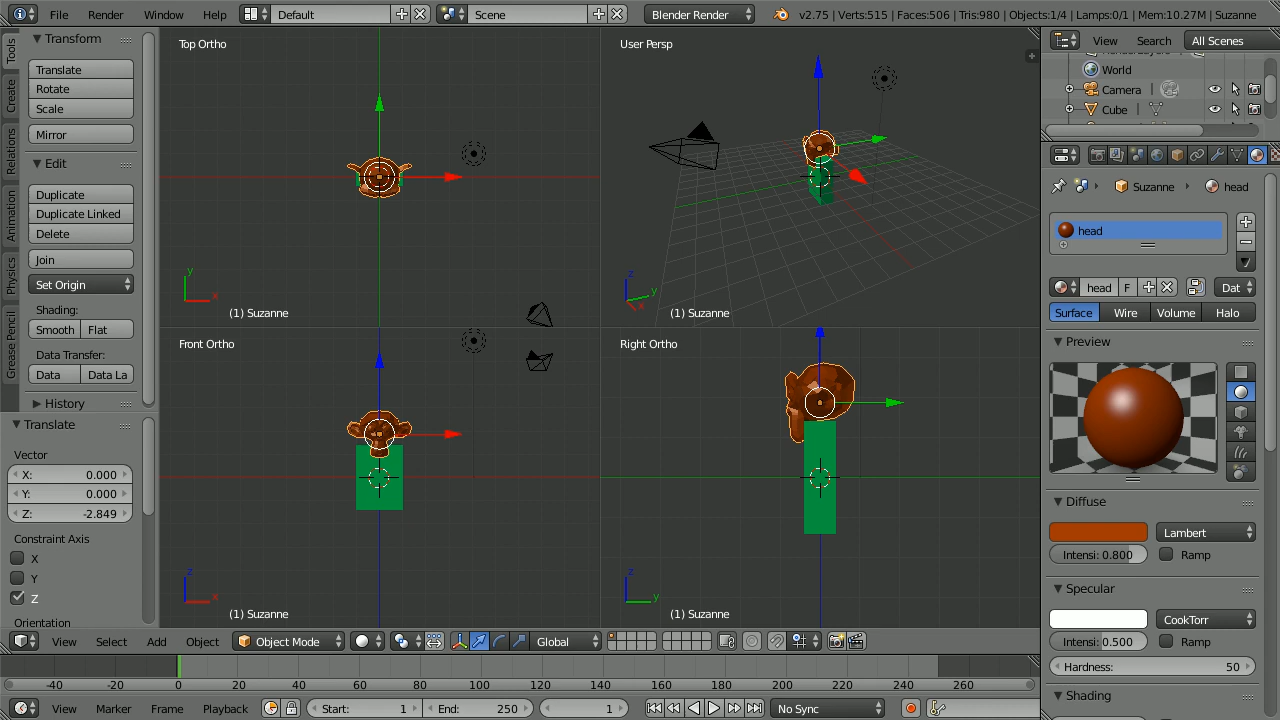 File Render Window Help Default Scene Blender Render v2.75 | Verts:515 | Faces:506 | Tris:980 | Objects:1/4 | Lamps:0/1 | Mem:10.27M | Suzanne
Tools
Create
Relations
Animation
Physics
Grease Pencil
Transform
Translate
Rotate
Scale
Mirror
Edit
Duplicate
Duplicate Linked
Delete
Join
Set Origin
Shading:
Smooth Flat
Data Transfer:
Data Data La
History
Translate
Vector
X: 0.000
Y: 0.000
Z: -2.849
Constraint Axis
X
Y
Z
Orientation
Top Ortho
y
x
(1) Suzanne
User Persp
z
y
x
(1) Suzanne
Front Ortho
z
x
(1) Suzanne
Right Ortho
z
y
(1) Suzanne
View Select Add Object Object Mode Global
-40 -20 0 20 40 60 80 100 120 140 160 180 200 220 240 260
View Marker Frame Playback Start: 1 End: 250 1 No Sync
View Search All Scenes
World
Camera
Cube
Suzanne head
head
head F Dat
Surface Wire Volume Halo
Preview
Diffuse
Lambert
Intensi: 0.800 Ramp
Specular
CookTorr
Intensi: 0.500 Ramp
Hardness: 50
Shading